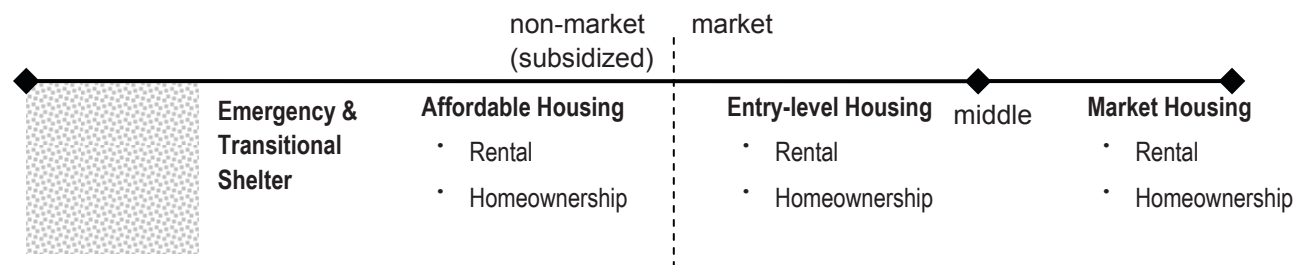 non-market market
(subsidized)
Emergency &
Transitional
Shelter
Affordable Housing
· Rental
· Homeownership
Entry-level Housing
· Rental
· Homeownership
middle
Market Housing
· Rental
· Homeownership